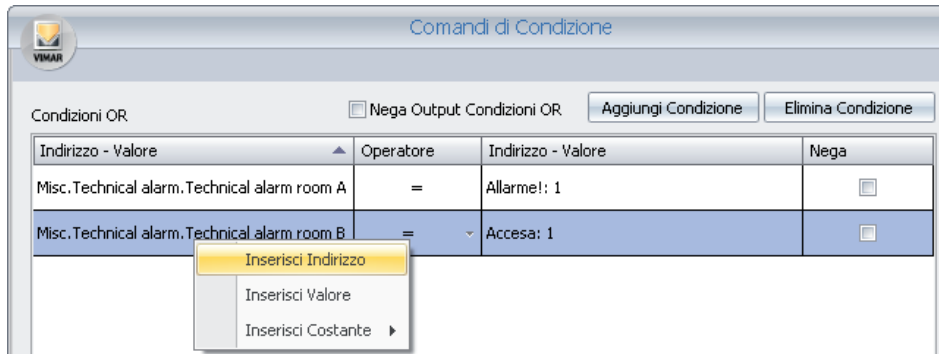 Comandi di Condizione
VIMAR
Condizioni OR
Nega Output Condizioni OR
Aggiungi Condizione
Elimina Condizione
Indirizzo - Valore Operatore Indirizzo - Valore Nega
Misc.Technical alarm.Technical alarm room A = Allarme!: 1
Misc.Technical alarm.Technical alarm room B = Accesa: 1
Inserisci Indirizzo
Inserisci Valore
Inserisci Costante